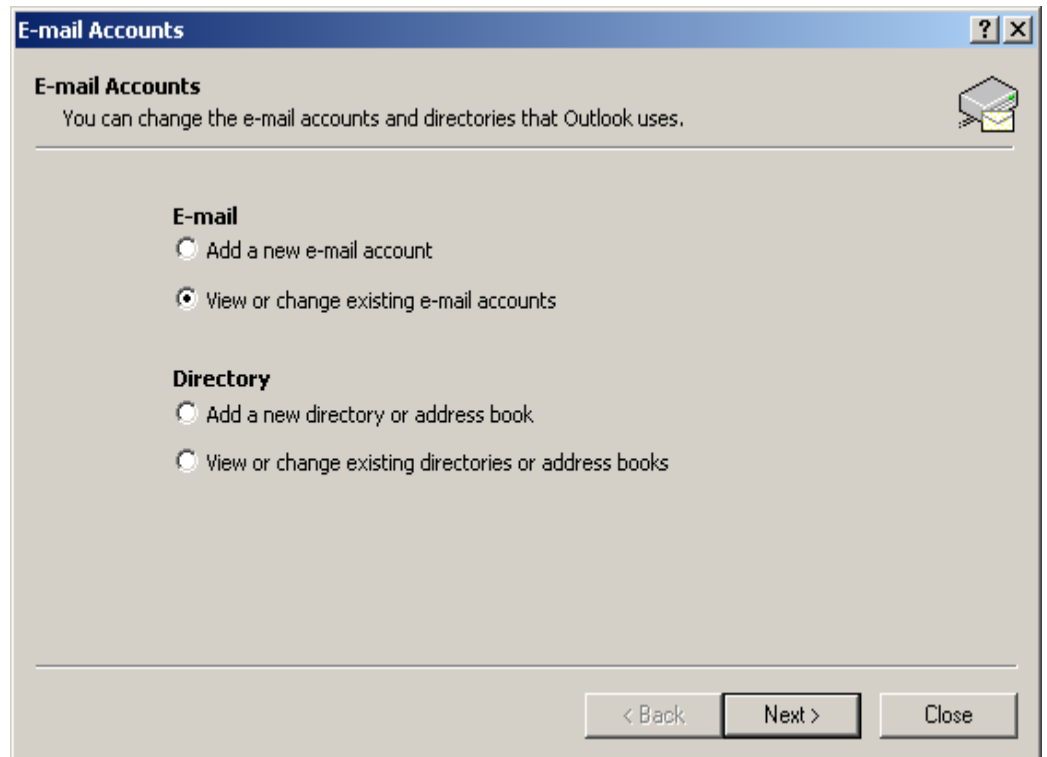 E-mail Accounts
E-mail Accounts
You can change the e-mail accounts and directories that Outlook uses.
E-mail
Add a new e-mail account
View or change existing e-mail accounts
Directory
Add a new directory or address book
View or change existing directories or address books
< Back Next > Close